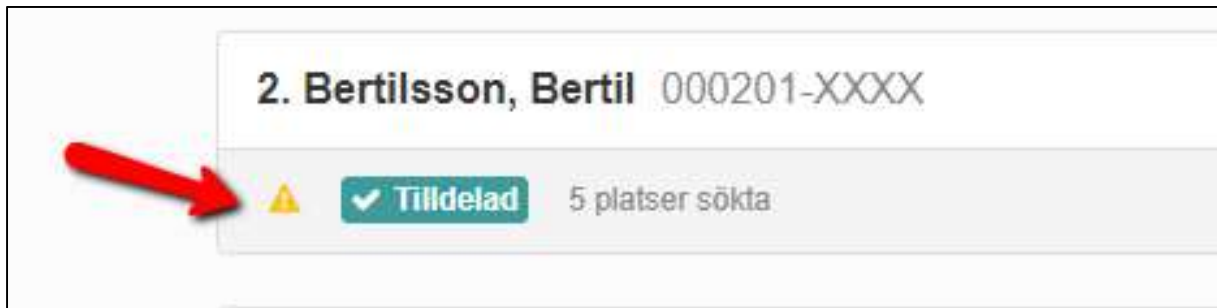 2. Bertilsson, Bertil 000201-XXXX
Tilldelad 5 platser sökta